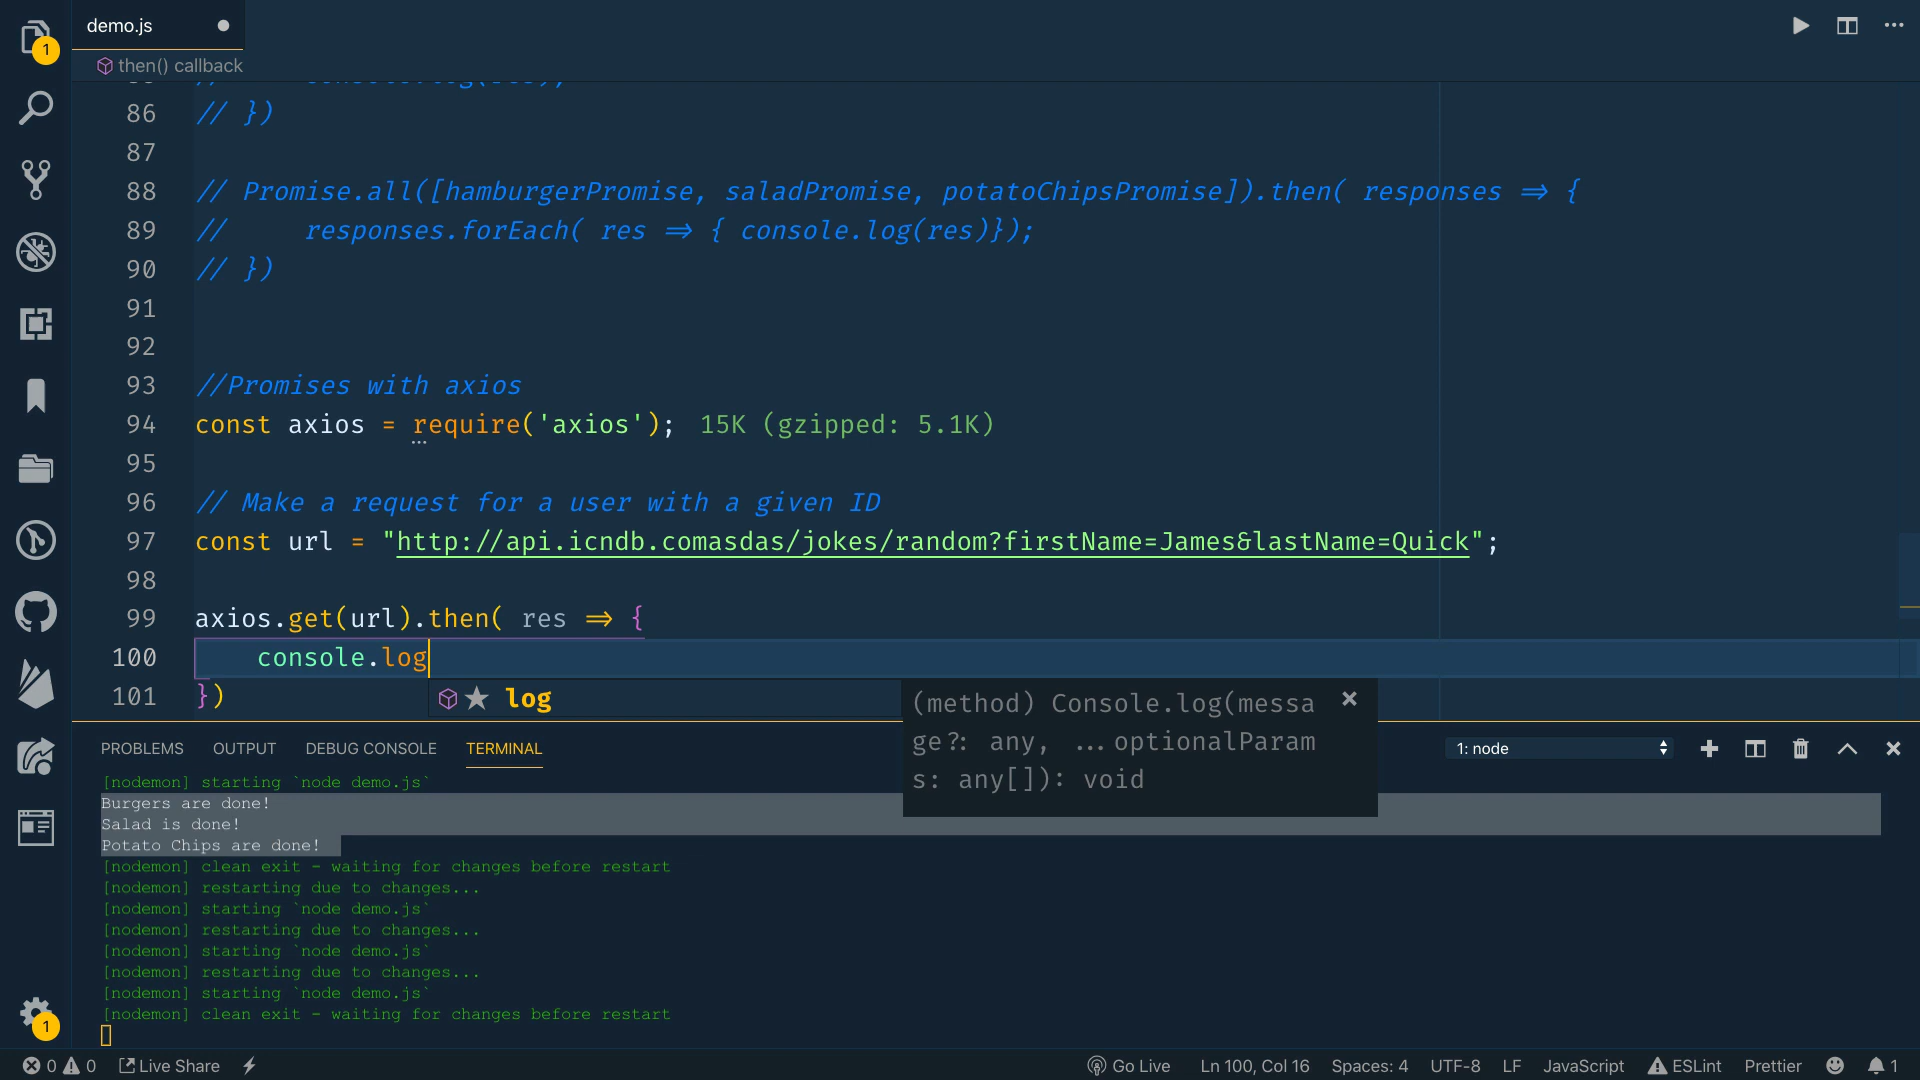 1
demo.js
then() callback
86 // })
87
88 // Promise.all([hamburgerPromise, saladPromise, potatoChipsPromise]).then( responses => {
89 // responses.forEach( res => { console.log(res)});
90 // })
91
92
93 //Promises with axios
94 const axios = require('axios'); 15K (gzipped: 5.1K)
95
96 // Make a request for a user with a given ID
97 const url = "http://api.icndb.comasdas/jokes/random?firstName=James&lastName=Quick";
98
99 axios.get(url).then( res => {
100 console.log
101 })
log
(method) Console.log(messa
ge?: any, ...optionalParam
s: any[]): void
PROBLEMS OUTPUT DEBUG CONSOLE TERMINAL 1: node
[nodemon] starting `node demo.js`
Burgers are done!
Salad is done!
Potato Chips are done!
[nodemon] clean exit - waiting for changes before restart
[nodemon] restarting due to changes...
[nodemon] starting `node demo.js`
[nodemon] restarting due to changes...
[nodemon] starting `node demo.js`
[nodemon] restarting due to changes...
[nodemon] starting `node demo.js`
[nodemon] clean exit - waiting for changes before restart
1
0 0 Live Share Go Live Ln 100, Col 16 Spaces: 4 UTF-8 LF JavaScript ESLint Prettier 1